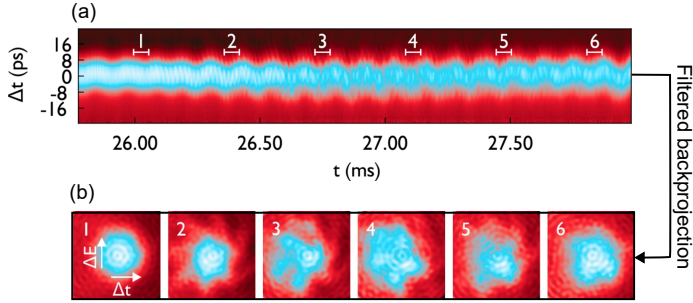 (a)
Δt (ps)
16
8
0
-8
-16
1 2 3 4 5 6
26.00 26.50 27.00 27.50
t (ms)
Filtered backprojection
(b)
1 2 3 4 5 6
ΔE
Δt